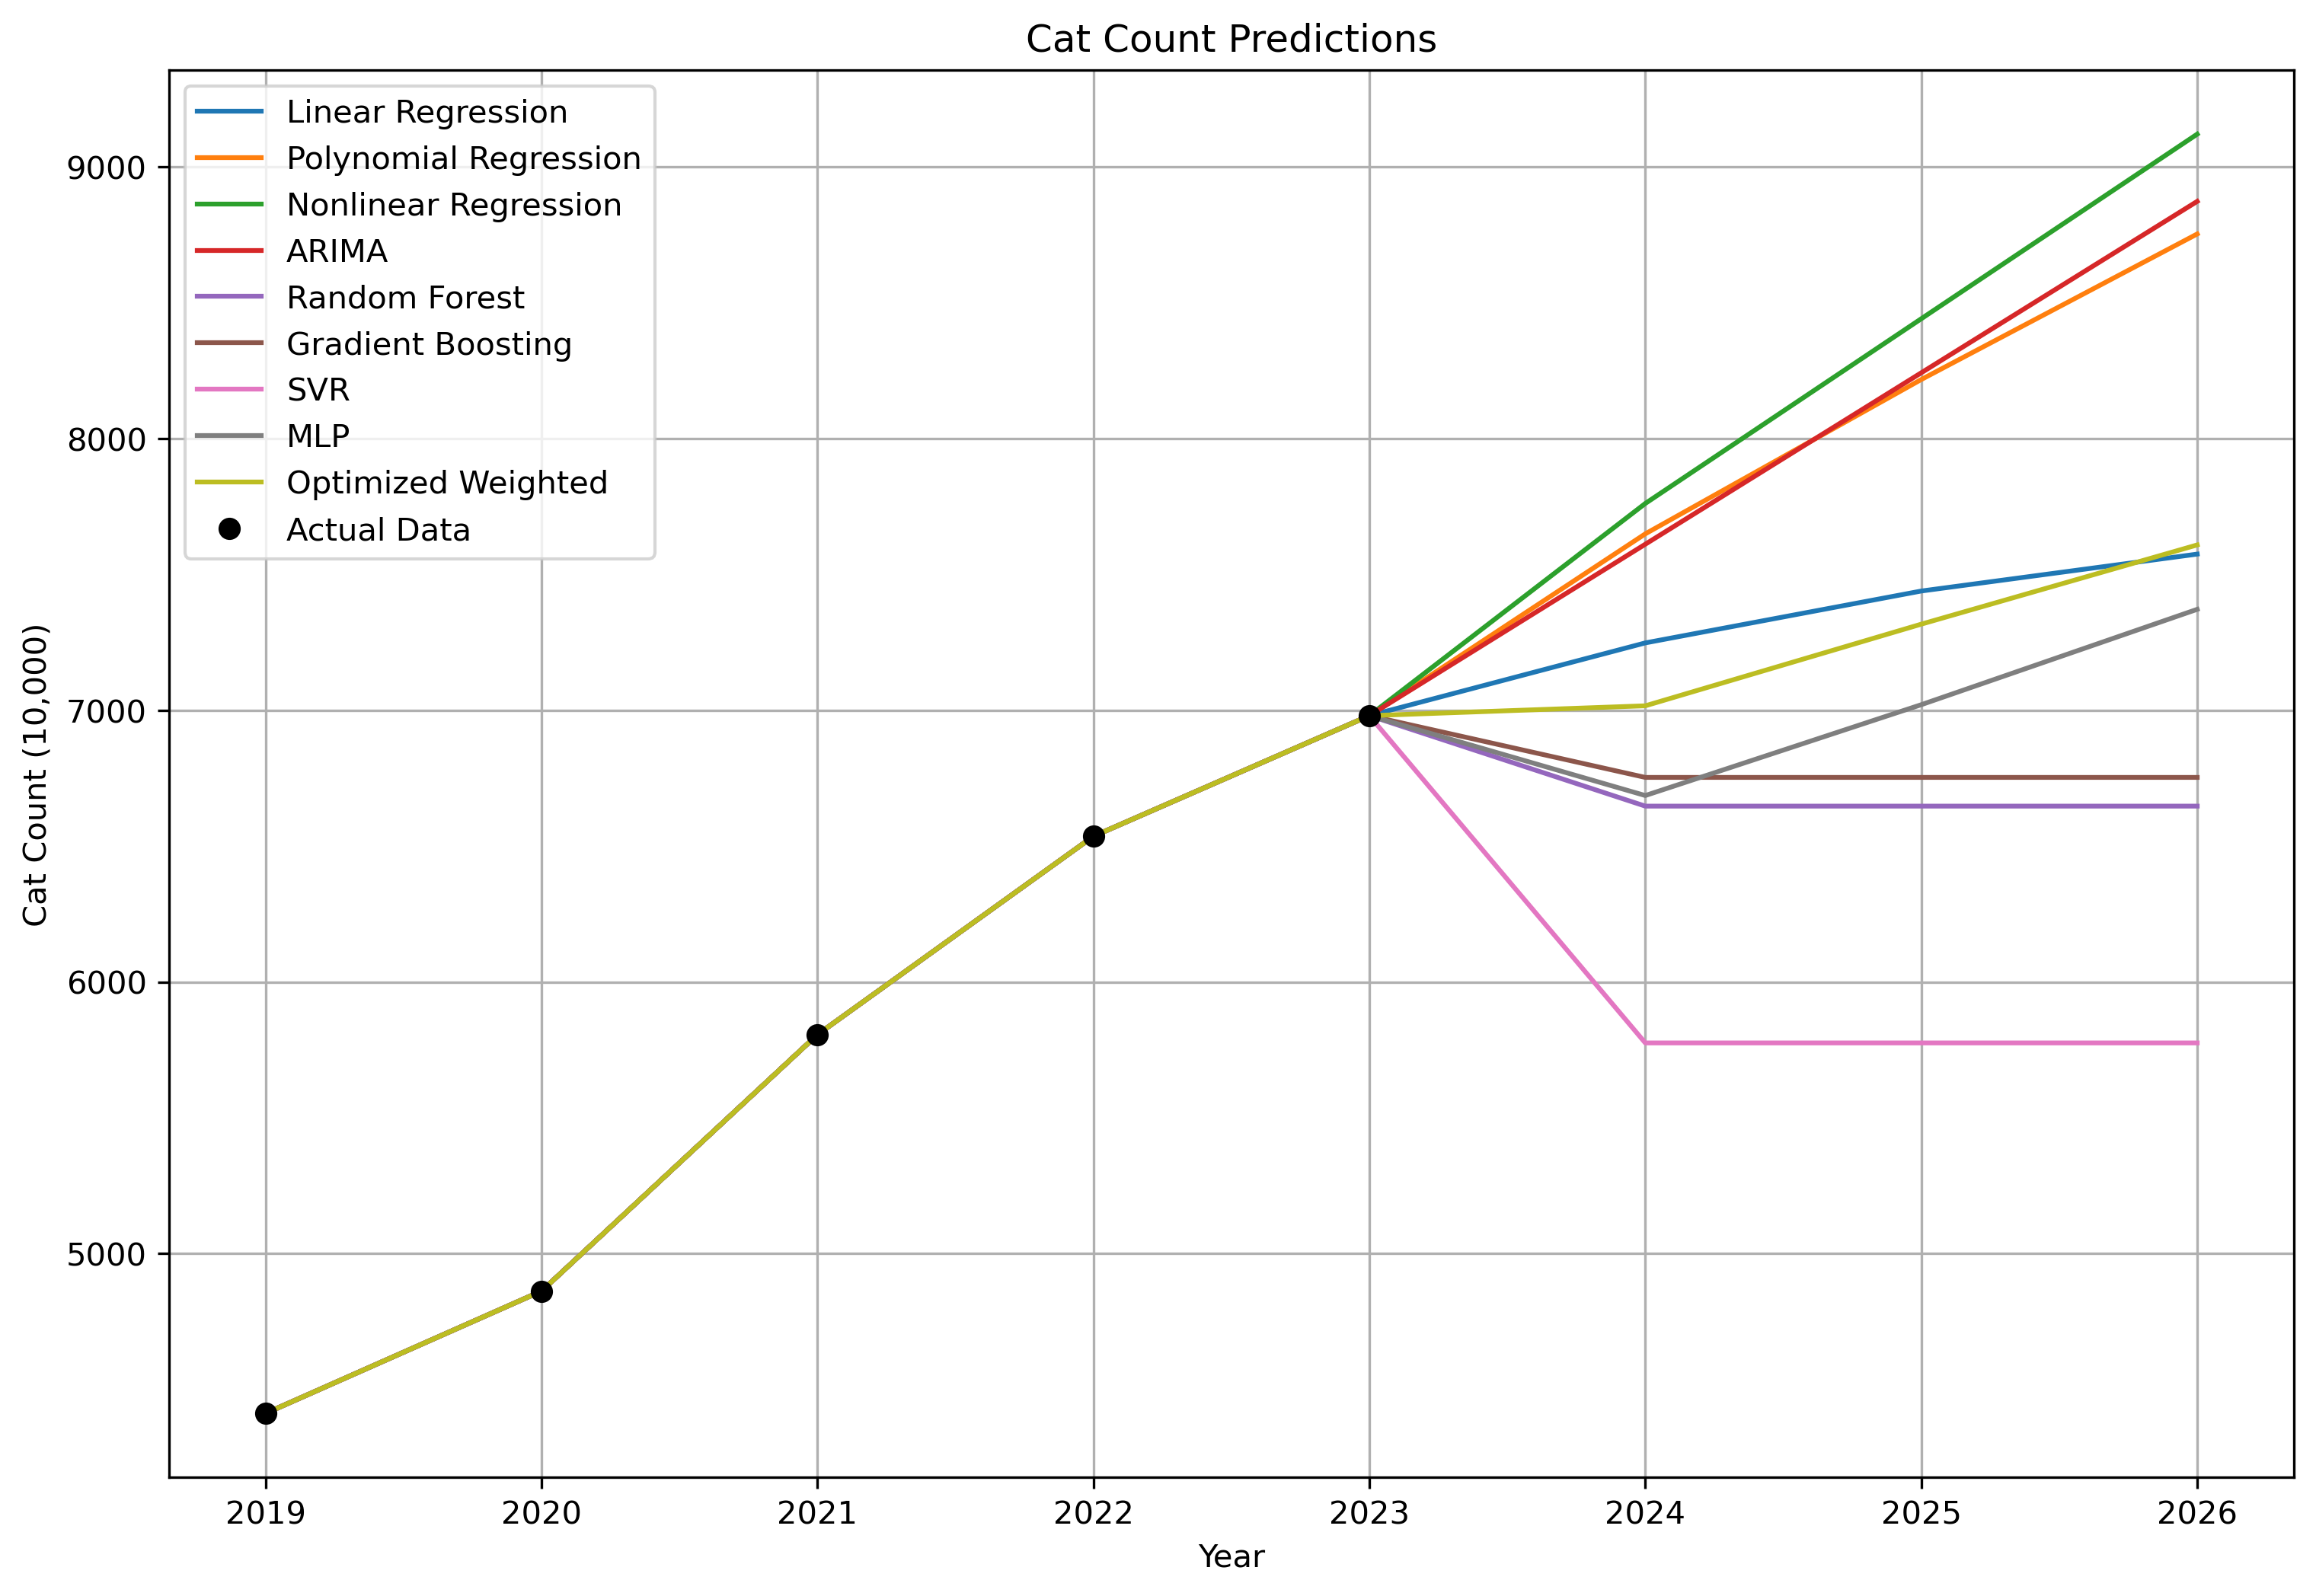 Cat Count Predictions
Linear Regression
Polynomial Regression
Nonlinear Regression
ARIMA
Random Forest
Gradient Boosting
SVR
MLP
Optimized Weighted
Actual Data
Cat Count (10,000)
9000
8000
7000
6000
5000
2019 2020 2021 2022 2023 2024 2025 2026
Year